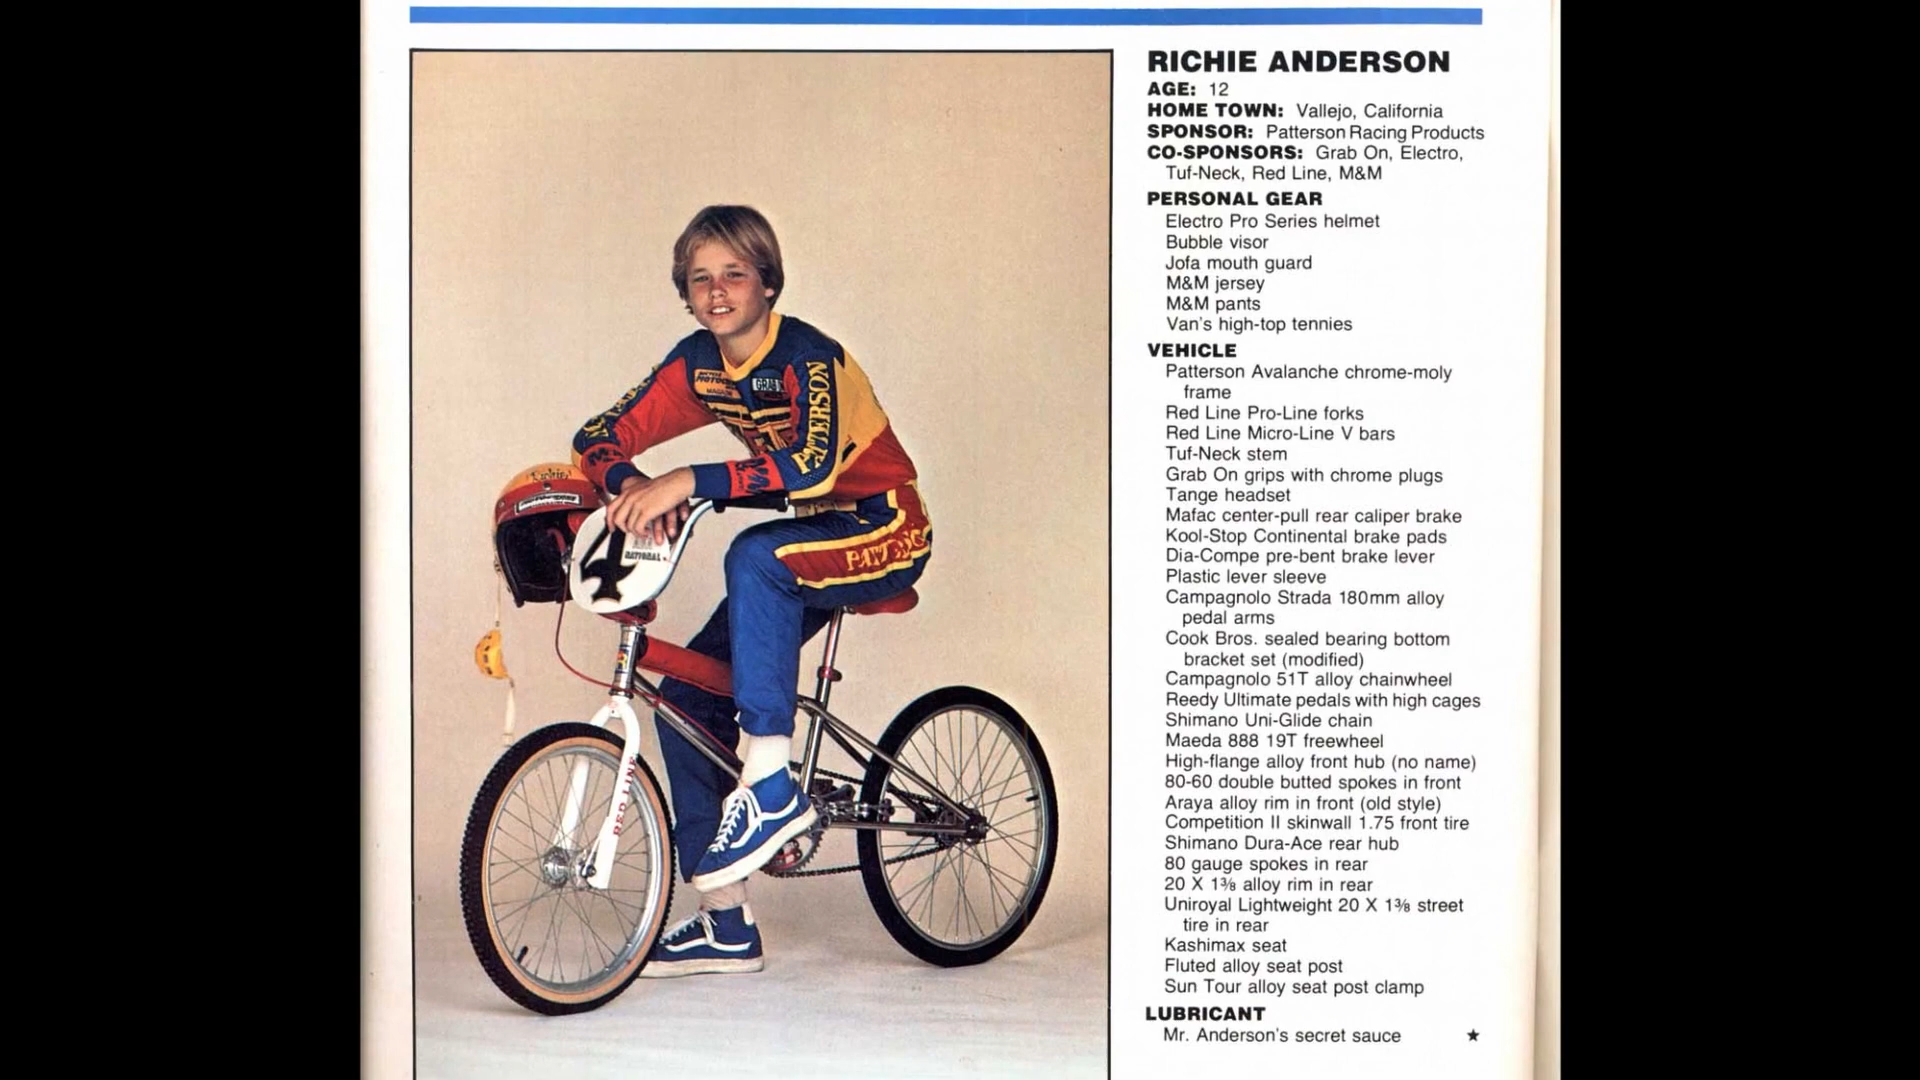 RICHIE ANDERSON
AGE: 12
HOME TOWN: Vallejo, California
SPONSOR: Patterson Racing Products
CO-SPONSORS: Grab On, Electro,
Tuf-Neck, Red Line, M&M
PERSONAL GEAR
Electro Pro Series helmet
Bubble visor
Jofa mouth guard
M&M jersey
M&M pants
Van's high-top tennies
VEHICLE
Patterson Avalanche chrome-moly
frame
Red Line Pro-Line forks
Red Line Micro-Line V bars
Tuf-Neck stem
Grab On grips with chrome plugs
Tange headset
Mafac center-pull rear caliper brake
Kool-Stop Continental brake pads
Dia-Compe pre-bent brake lever
Plastic lever sleeve
Campagnolo Strada 180mm alloy
pedal arms
Cook Bros. sealed bearing bottom
bracket set (modified)
Campagnolo 51T alloy chainwheel
Reedy Ultimate pedals with high cages
Shimano Uni-Glide chain
Maeda 888 19T freewheel
High-flange alloy front hub (no name)
80-60 double butted spokes in front
Araya alloy rim in front (old style)
Competition II skinwall 1.75 front tire
Shimano Dura-Ace rear hub
80 gauge spokes in rear
20 X 1⅜ alloy rim in rear
Uniroyal Lightweight 20 X 1⅜ street
tire in rear
Kashimax seat
Fluted alloy seat post
Sun Tour alloy seat post clamp
LUBRICANT
Mr. Anderson's secret sauce
GRAB
PATTERSON
4
NATIONAL
RED LINE